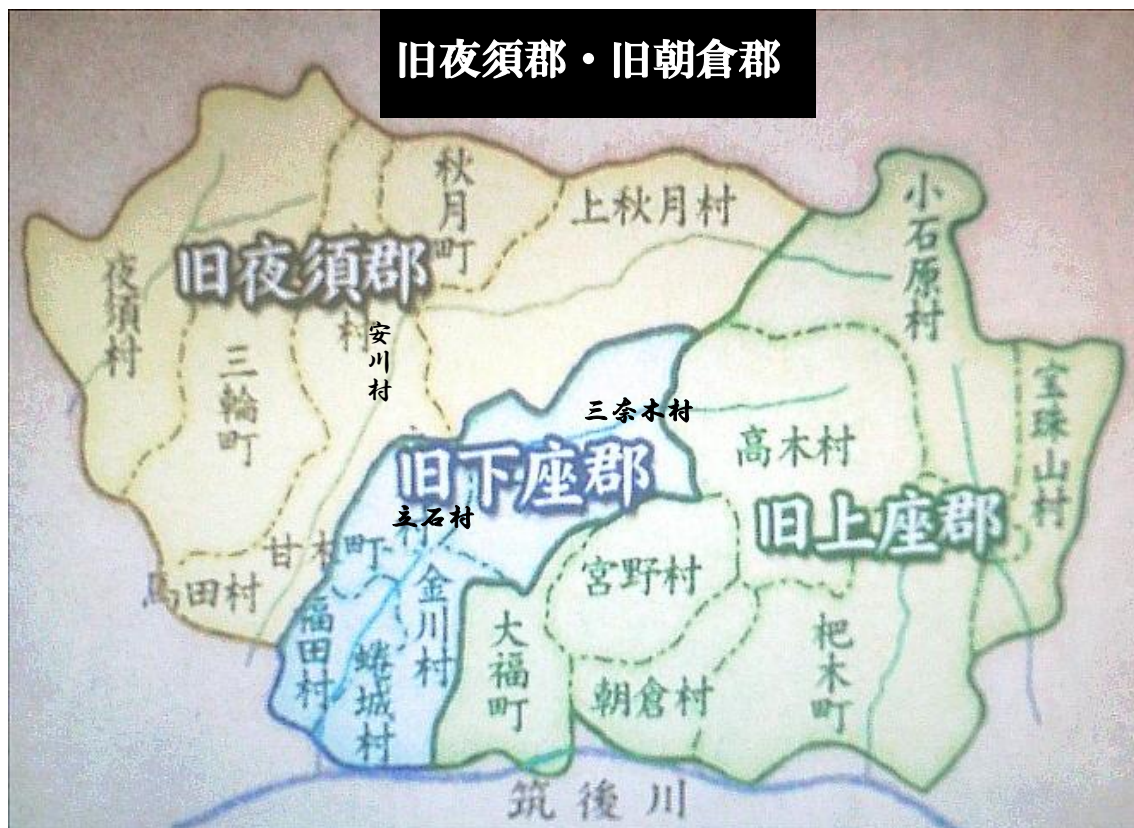 旧夜須郡・旧朝倉郡
秋月町
上秋月村
小石原村
夜須村
旧夜須郡
村
安川村
三輪町
宝珠山村
三奈木村
高木村
旧下座郡
旧上座郡
立石村
村
甘木町
宮野村
馬田村
金川村
福田村
蜷城村
大福町
朝倉村
杷木町
筑後川